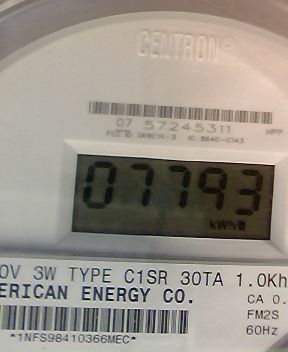 CENTRON®
07 57245311
HPP
07793
kWh
0V 3W TYPE C1SR 30TA 1.0Kh
ERICAN ENERGY CO.
CA 0.
FM2S
60Hz
*1NFS98410366MEC*